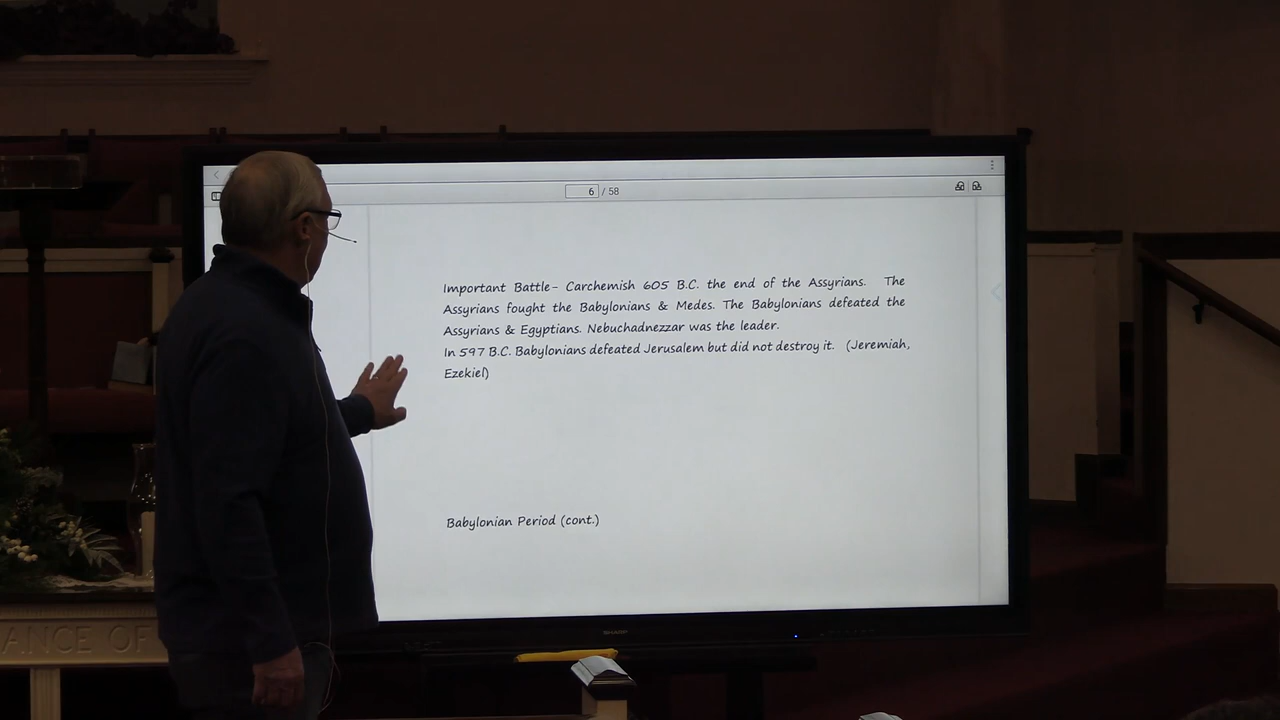 6 / 58
Important Battle- Carchemish 605 B.C. the end of the Assyrians. The
Assyrians fought the Babylonians & Medes. The Babylonians defeated the
Assyrians & Egyptians. Nebuchadnezzar was the leader.
In 597 B.C. Babylonians defeated Jerusalem but did not destroy it. (Jeremiah,
Ezekiel)
Babylonian Period (cont.)
SHARP
ANCE OF